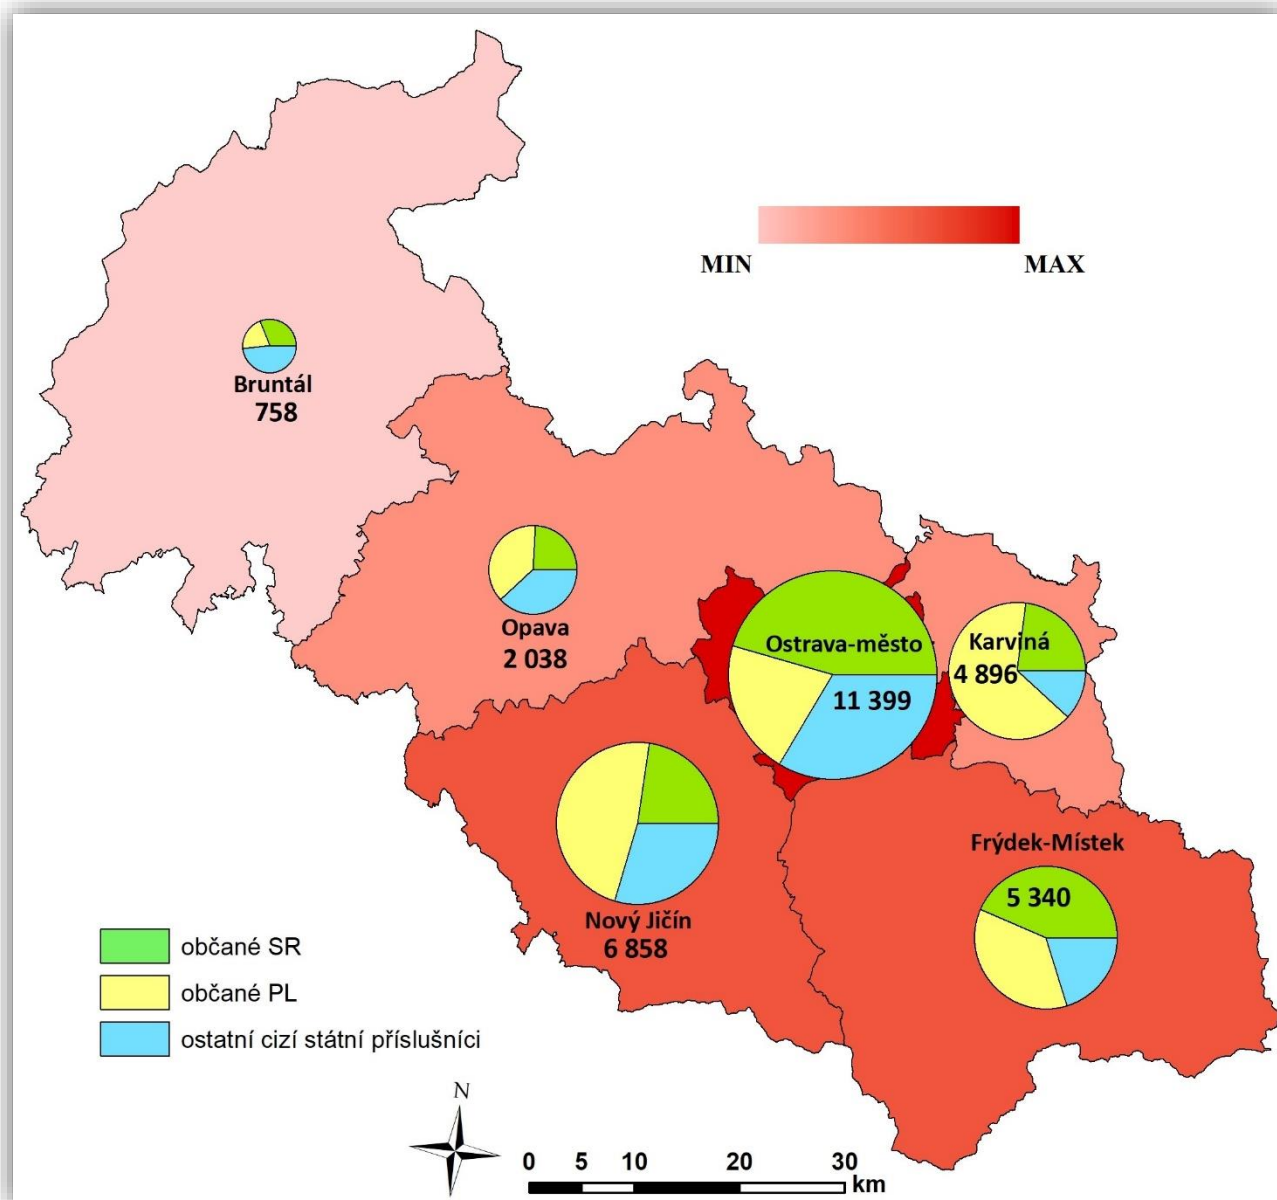 MIN MAX
Bruntál
758
Opava
2 038
Ostrava-město
11 399
Karviná
4 896
Frýdek-Místek
5 340
Nový Jičín
6 858
občané SR
občané PL
ostatní cizí státní příslušníci
N
0 5 10 20 30
km